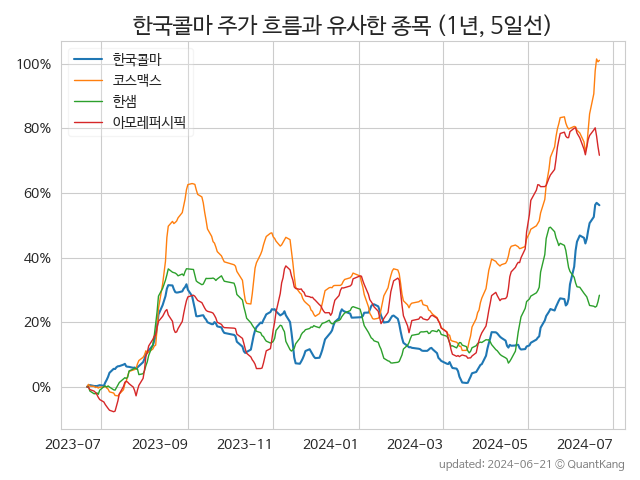 한국콜마 주가 흐름과 유사한 종목 (1년, 5일선)
한국콜마
코스맥스
한샘
아모레퍼시픽
100%
80%
60%
40%
20%
0%
2023-07 2023-09 2023-11 2024-01 2024-03 2024-05 2024-07
updated: 2024-06-21 © QuantKang